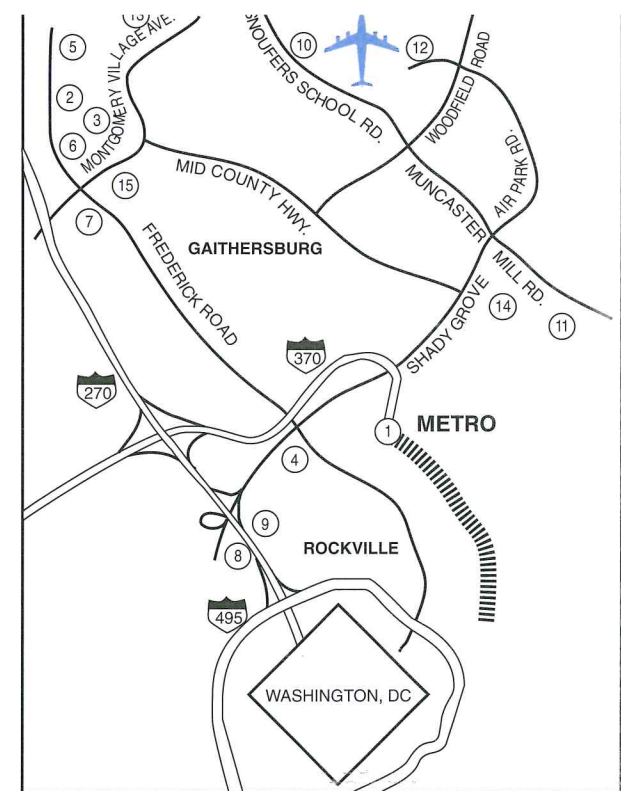 13
MONTGOMERY VILLAGE AVE.
SNOUFERS SCHOOL RD.
10
12
WOODFIELD ROAD
5
2
3
6
15
7
MID COUNTY HWY.
MUNCASTER
MILL RD.
AIR PARK RD.
GAITHERSBURG
FREDERICK ROAD
SHADY GROVE
14
11
370
270
1
METRO
4
9
8
ROCKVILLE
495
WASHINGTON, DC